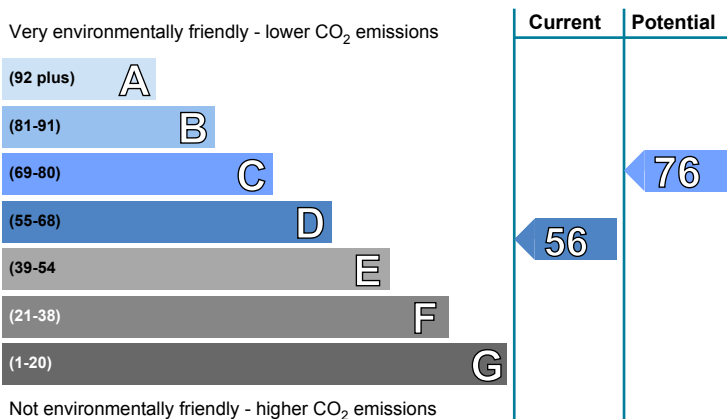 Current Potential
Very environmentally friendly - lower CO₂ emissions
(92 plus) A
(81-91) B
(69-80) C
76
(55-68) D
56
(39-54 E
(21-38) F
(1-20) G
Not environmentally friendly - higher CO₂ emissions